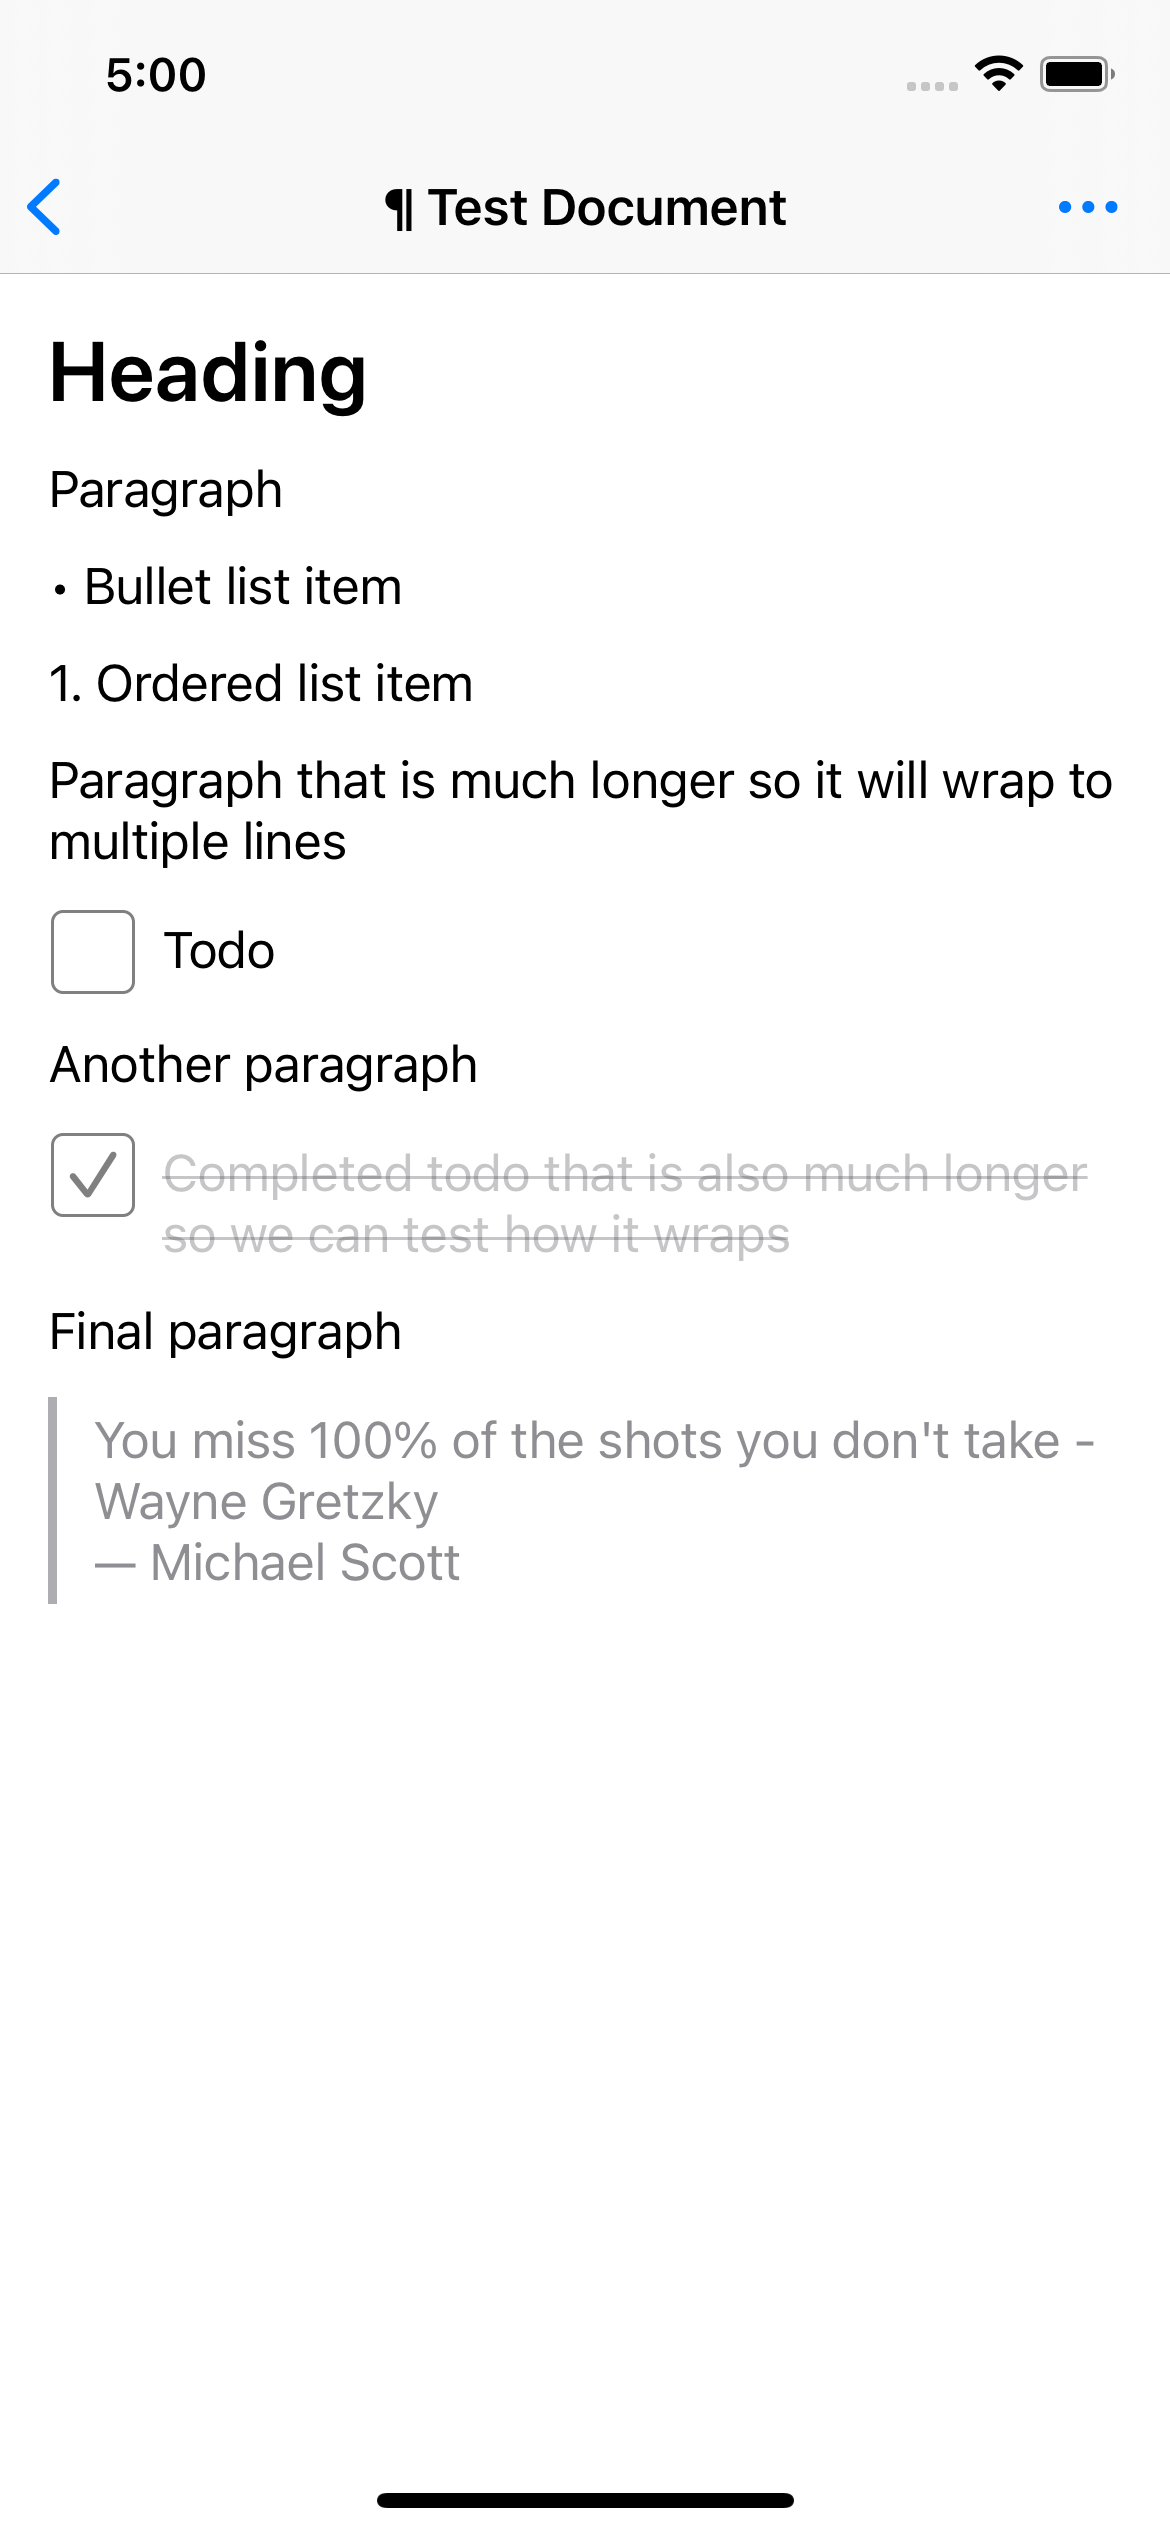 5:00
¶ Test Document
Heading
Paragraph
• Bullet list item
1. Ordered list item
Paragraph that is much longer so it will wrap to
multiple lines
Todo
Another paragraph
Completed todo that is also much longer
so we can test how it wraps
Final paragraph
You miss 100% of the shots you don't take -
Wayne Gretzky
— Michael Scott